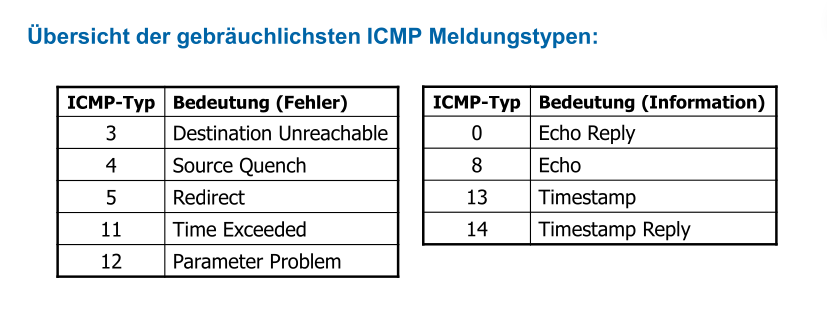 Übersicht der gebräuchlichsten ICMP Meldungstypen:
ICMP-Typ Bedeutung (Fehler)
3 Destination Unreachable
4 Source Quench
5 Redirect
11 Time Exceeded
12 Parameter Problem
ICMP-Typ Bedeutung (Information)
0 Echo Reply
8 Echo
13 Timestamp
14 Timestamp Reply